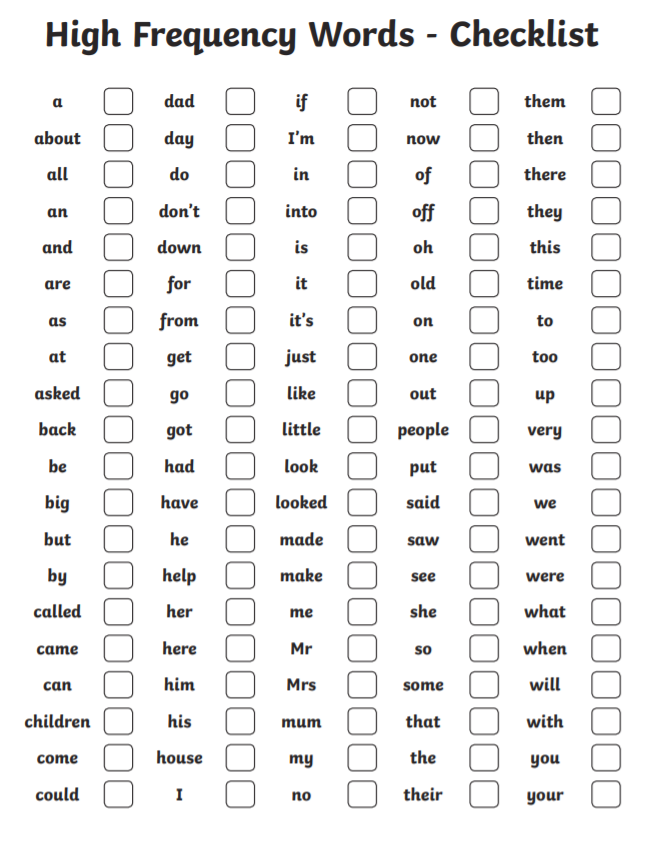 High Frequency Words - Checklist
a dad if not them
about day I'm now then
all do in of there
an don't into off they
and down is oh this
are for it old time
as from it's on to
at get just one too
asked go like out up
back got little people very
be had look put was
big have looked said we
but he made saw went
by help make see were
called her me she what
came here Mr so when
can him Mrs some will
children his mum that with
come house my the you
could I no their your